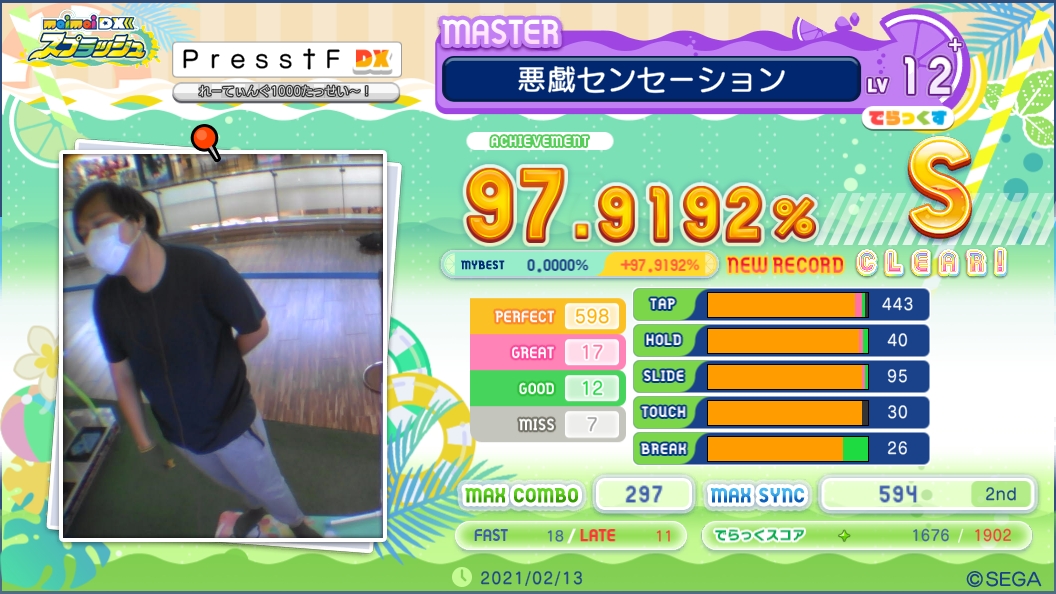 maimai DX
スプラッシュ
Press†F DX
れーてぃんぐ1000たっせい～！
MASTER
悪戯センセーション
LV 12+
でらっくす
ACHIEVEMENT
97.9192%
S
MYBEST 0.0000% +97.9192% NEW RECORD CLEAR!
PERFECT 598
GREAT 17
GOOD 12
MISS 7
TAP 443
HOLD 40
SLIDE 95
TOUCH 30
BREAK 26
MAX COMBO 297
MAX SYNC 594 2nd
FAST 18 / LATE 11
でらっくスコア 1676 / 1902
2021/02/13
©SEGA